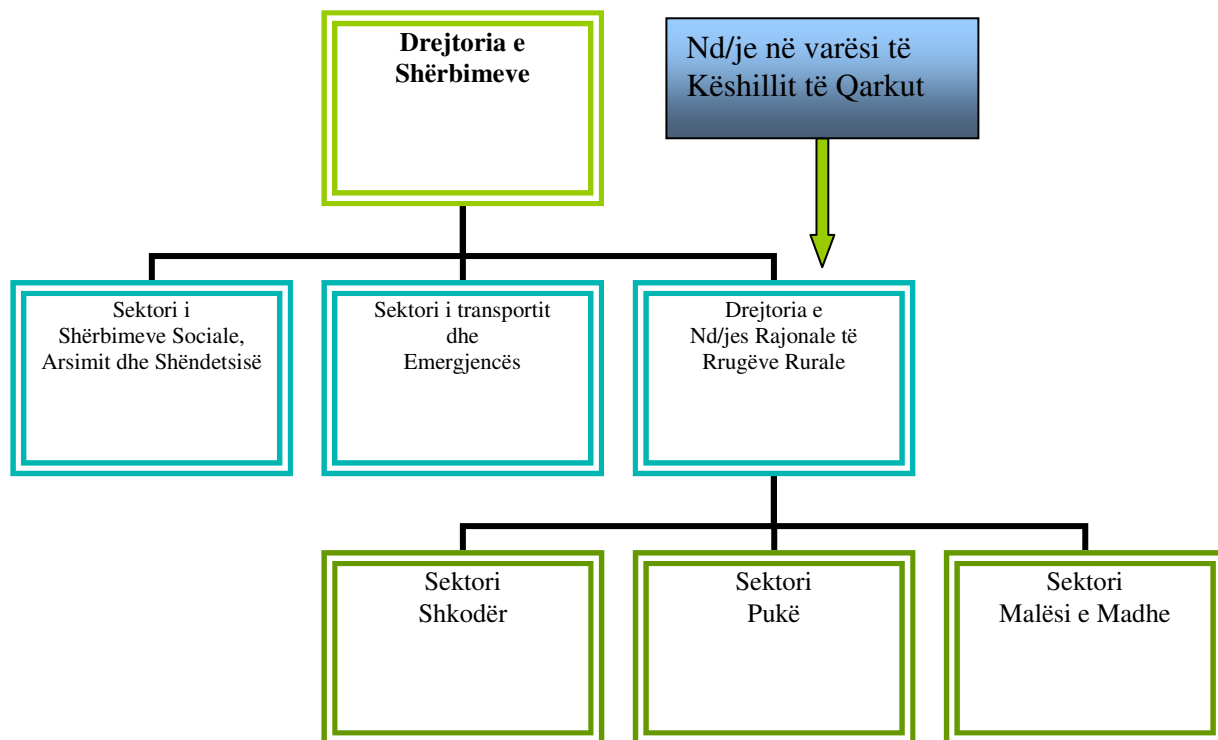 Drejtoria e
Shërbimeve
Nd/je në varësi të
Këshillit të Qarkut
Sektori i
Shërbimeve Sociale,
Arsimit dhe Shëndetsisë
Sektori i transportit
dhe
Emergjencës
Drejtoria e
Nd/jes Rajonale të
Rrugëve Rurale
Sektori
Shkodër
Sektori
Pukë
Sektori
Malësi e Madhe